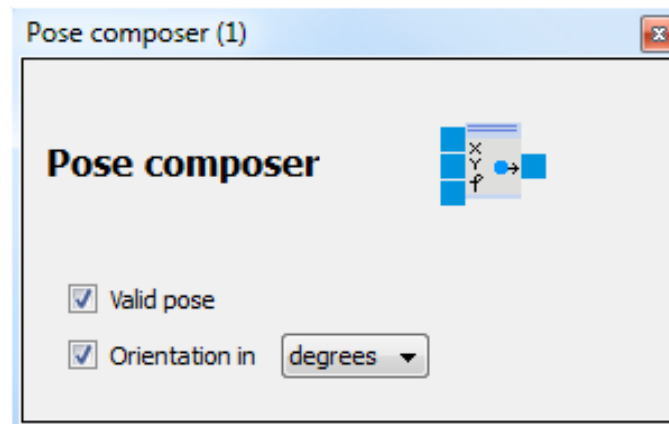 Pose composer (1)
Pose composer
X
Y
φ
Valid pose
Orientation in degrees